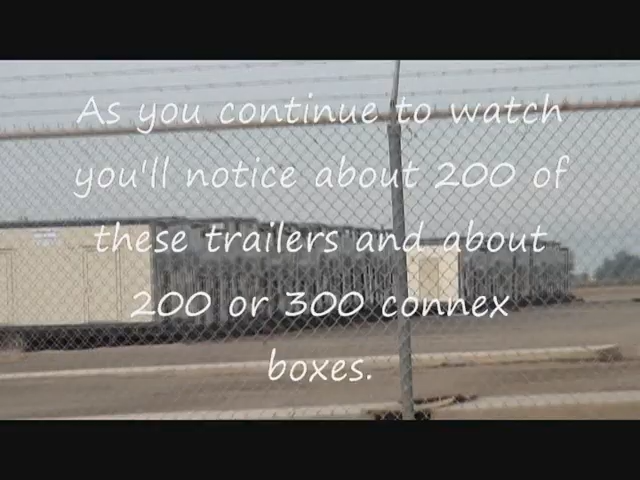 As you continue to watch
you'll notice about 200 of
these trailers and about
200 or 300 connex
boxes.